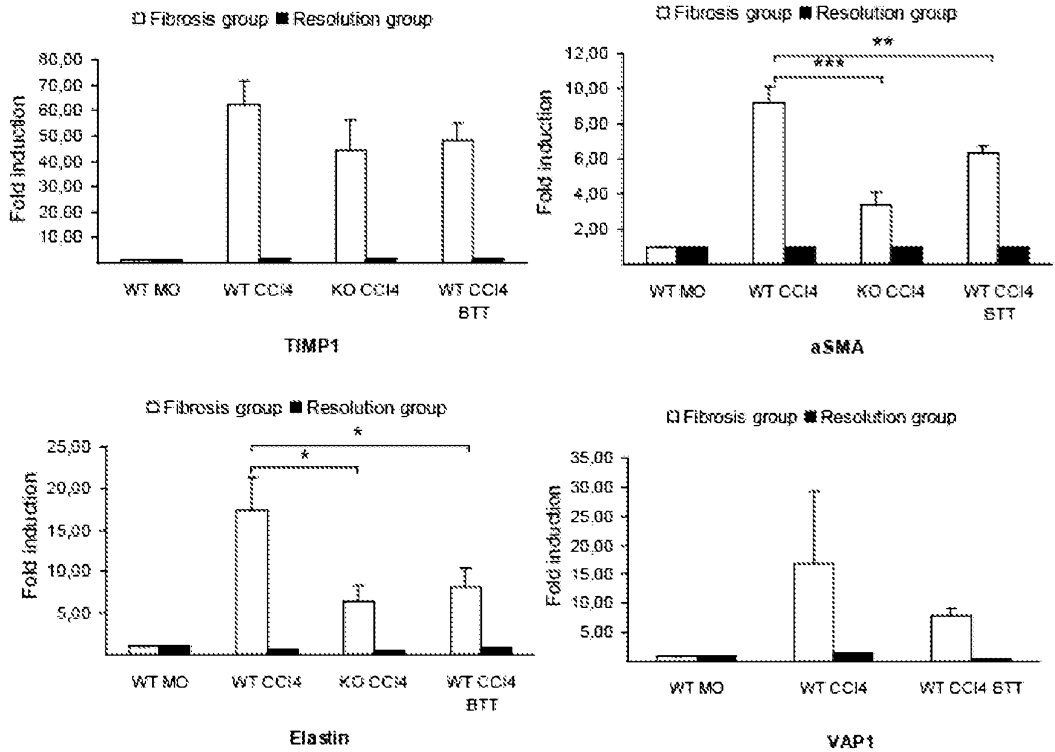 Fibrosis group Resolution group
80,00
70,00
60,00
50,00
40,00
30,00
20,00
10,00
Fold induction
WT MO WT CCl4 KO CCl4 WT CCl4 BTT
TIMP1
Fibrosis group Resolution group
12,00
10,00
8,00
6,00
4,00
2,00
Fold induction
** 
***
WT MO WT CCl4 KO CCl4 WT CCl4 BTT
aSMA
Fibrosis group Resolution group
25,00
20,00
15,00
10,00
5,00
Fold induction
*
*
WT MO WT CCl4 KO CCl4 WT CCl4 BTT
Elastin
Fibrosis group Resolution group
35,00
30,00
25,00
20,00
15,00
10,00
5,00
Fold induction
WT MO WT CCl4 WT CCl4 BTT
VAP1